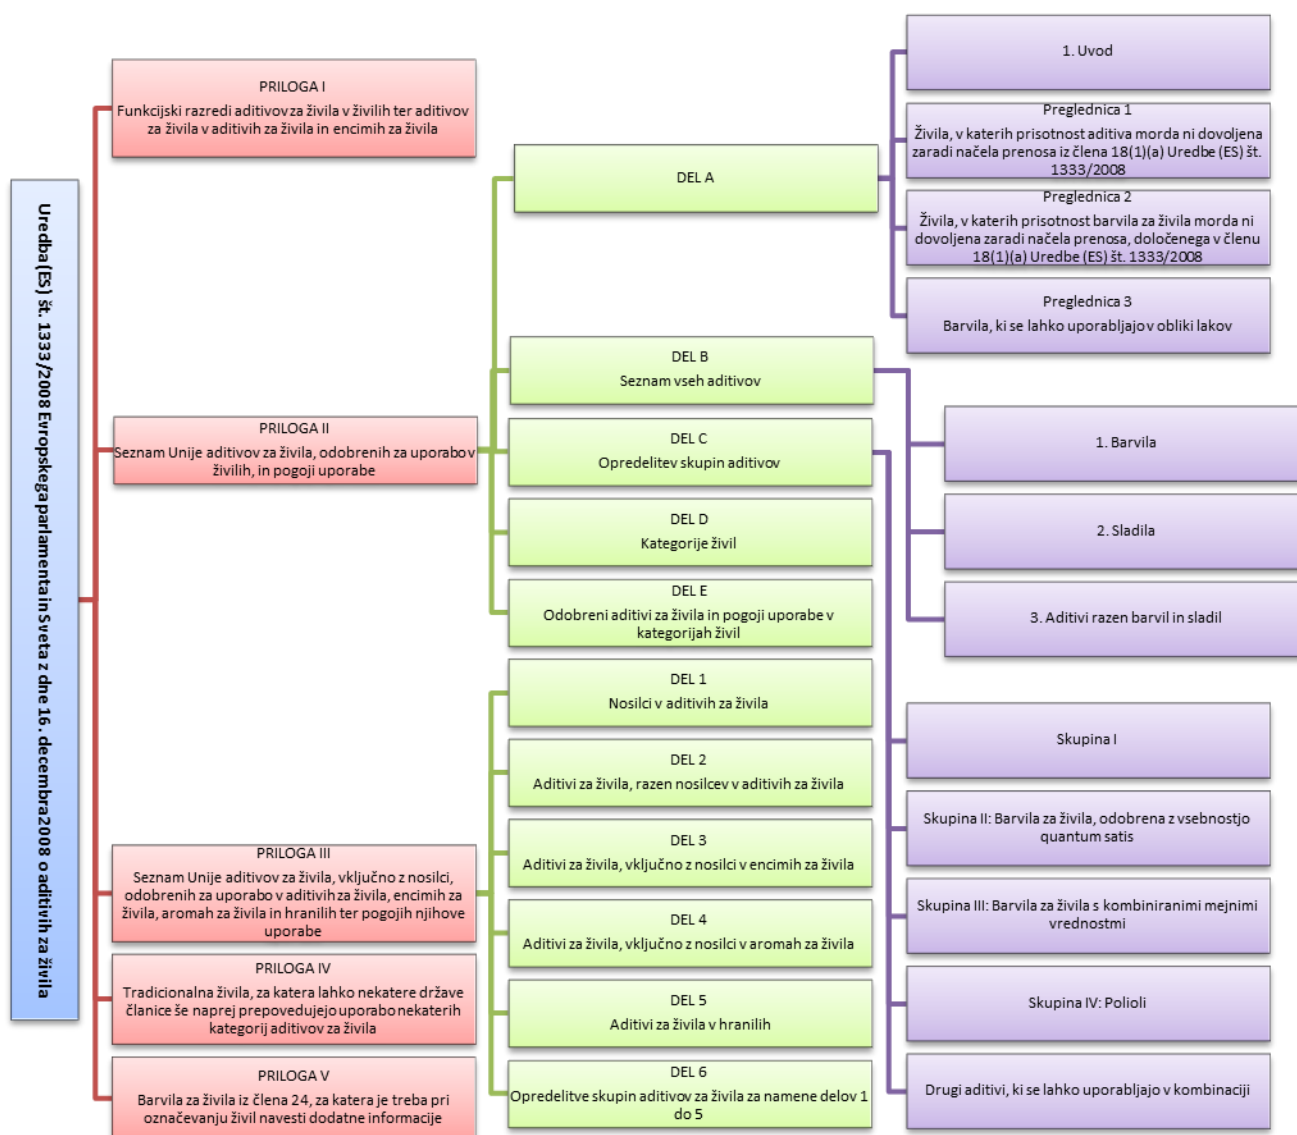 Uredba (ES) št. 1333/2008 Evropskega parlamenta in Sveta z dne 16. decembra 2008 o aditivih za živila
PRILOGA I
Funkcijski razredi aditivov za živila v živilih ter aditivov
za živila v aditivih za živila in encimih za živila
PRILOGA II
Seznam Unije aditivov za živila, odobrenih za uporabo v
živilih, in pogoji uporabe
DEL A
1. Uvod
Preglednica 1
Živila, v katerih prisotnost aditiva morda ni dovoljena
zaradi načela prenosa iz člena 18(1)(a) Uredbe (ES) št.
1333/2008
Preglednica 2
Živila, v katerih prisotnost barvila za živila morda ni
dovoljena zaradi načela prenosa, določenega v členu
18(1)(a) Uredbe (ES) št. 1333/2008
Preglednica 3
Barvila, ki se lahko uporabljajo v obliki lakov
DEL B
Seznam vseh aditivov
1. Barvila
2. Sladila
3. Aditivi razen barvil in sladil
DEL C
Opredelitev skupin aditivov
Skupina I
Skupina II: Barvila za živila, odobrena z vsebnostjo
quantum satis
Skupina III: Barvila za živila s kombiniranimi mejnimi
vrednostmi
Skupina IV: Polioli
Drugi aditivi, ki se lahko uporabljajo v kombinaciji
DEL D
Kategorije živil
DEL E
Odobreni aditivi za živila in pogoji uporabe v
kategorijah živil
PRILOGA III
Seznam Unije aditivov za živila, vključno z nosilci,
odobrenih za uporabo v aditivih za živila, encimih za
živila, aromah za živila in hranilih ter pogojih njihove
uporabe
DEL 1
Nosilci v aditivih za živila
DEL 2
Aditivi za živila, razen nosilcev v aditivih za živila
DEL 3
Aditivi za živila, vključno z nosilci v encimih za živila
DEL 4
Aditivi za živila, vključno z nosilci v aromah za živila
DEL 5
Aditivi za živila v hranilih
DEL 6
Opredelitve skupin aditivov za živila za namene delov 1
do 5
PRILOGA IV
Tradicionalna živila, za katera lahko nekatere države
članice še naprej prepovedujejo uporabo nekaterih
kategorij aditivov za živila
PRILOGA V
Barvila za živila iz člena 24, za katera je treba pri
označevanju živil navesti dodatne informacije